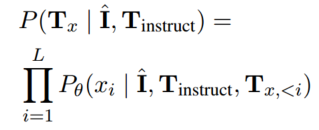 P(T_x | Î, T_instruct) =
L
∏ P_θ(x_i | Î, T_instruct, T_{x,<i})
i=1